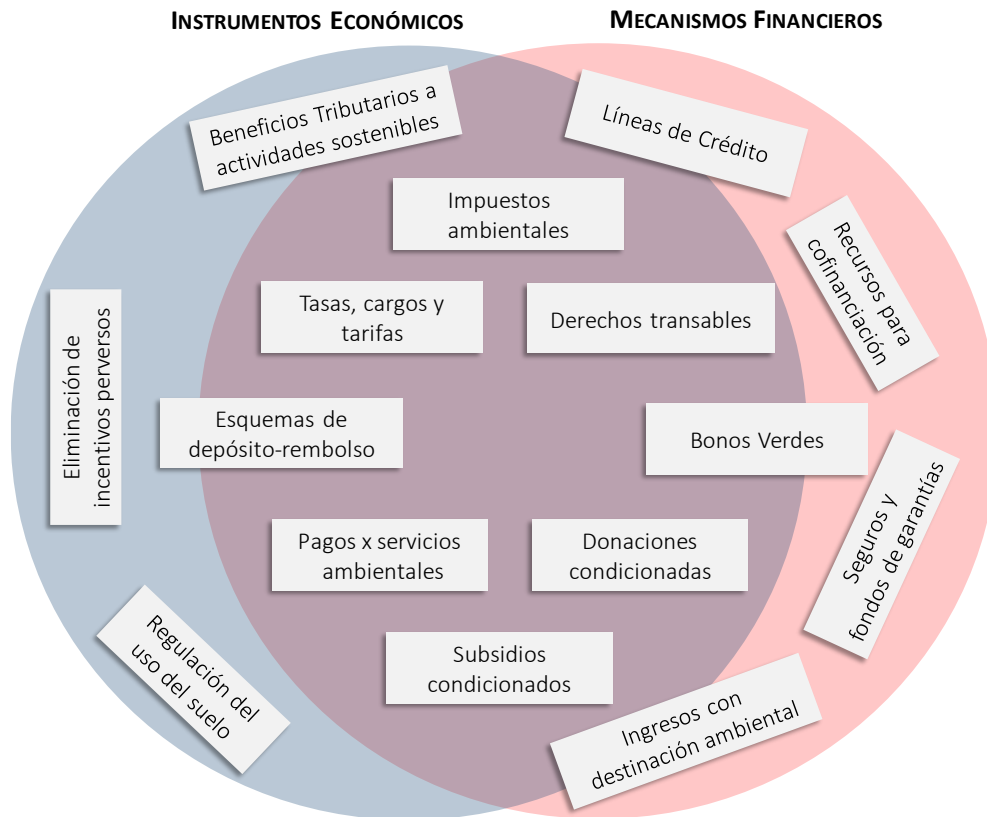 INSTRUMENTOS ECONÓMICOS
MECANISMOS FINANCIEROS
Beneficios Tributarios a
actividades sostenibles
Líneas de Crédito
Impuestos
ambientales
Recursos para
cofinanciación
Tasas, cargos y
tarifas
Derechos transables
Eliminación de
incentivos perversos
Esquemas de
depósito-rembolso
Bonos Verdes
Seguros y
fondos de garantías
Pagos x servicios
ambientales
Donaciones
condicionadas
Regulación del
uso del suelo
Subsidios
condicionados
Ingresos con
destinación ambiental